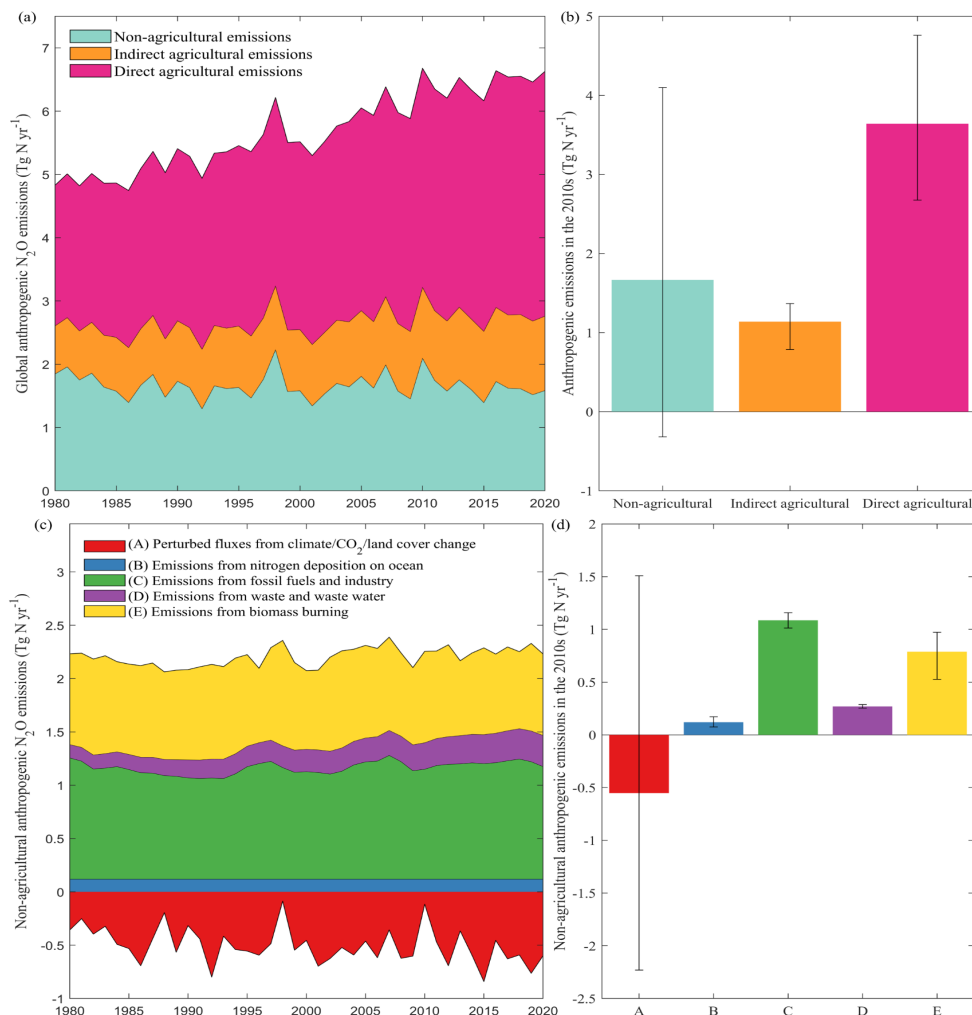 (a)
Non-agricultural emissions
Indirect agricultural emissions
Direct agricultural emissions
Global anthropogenic N₂O emissions (Tg N yr⁻¹)
7
6
5
4
3
2
1
0
1980 1985 1990 1995 2000 2005 2010 2015 2020
(b)
Anthropogenic emissions in the 2010s (Tg N yr⁻¹)
5
4
3
2
1
0
-1
Non-agricultural Indirect agricultural Direct agricultural
(c)
(A) Perturbed fluxes from climate/CO₂/land cover change
(B) Emissions from nitrogen deposition on ocean
(C) Emissions from fossil fuels and industry
(D) Emissions from waste and waste water
(E) Emissions from biomass burning
Non-agricultural anthropogenic N₂O emissions (Tg N yr⁻¹)
3
2.5
2
1.5
1
0.5
0
-0.5
-1
1980 1985 1990 1995 2000 2005 2010 2015 2020
(d)
Non-agricultural anthropogenic emissions in the 2010s (Tg N yr⁻¹)
2
1.5
1
0.5
0
-0.5
-1
-1.5
-2
-2.5
A B C D E